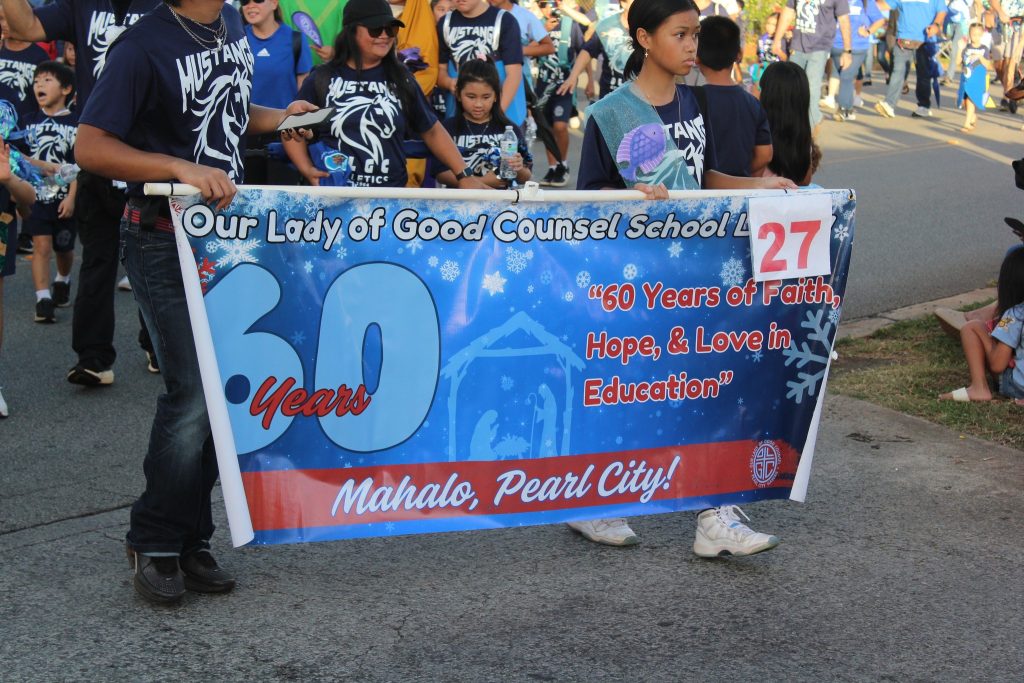 MUSTANGS
MUSTANGS
Our Lady of Good Counsel School
27
60
Years
"60 Years of Faith,
Hope, & Love in
Education"
Mahalo, Pearl City!